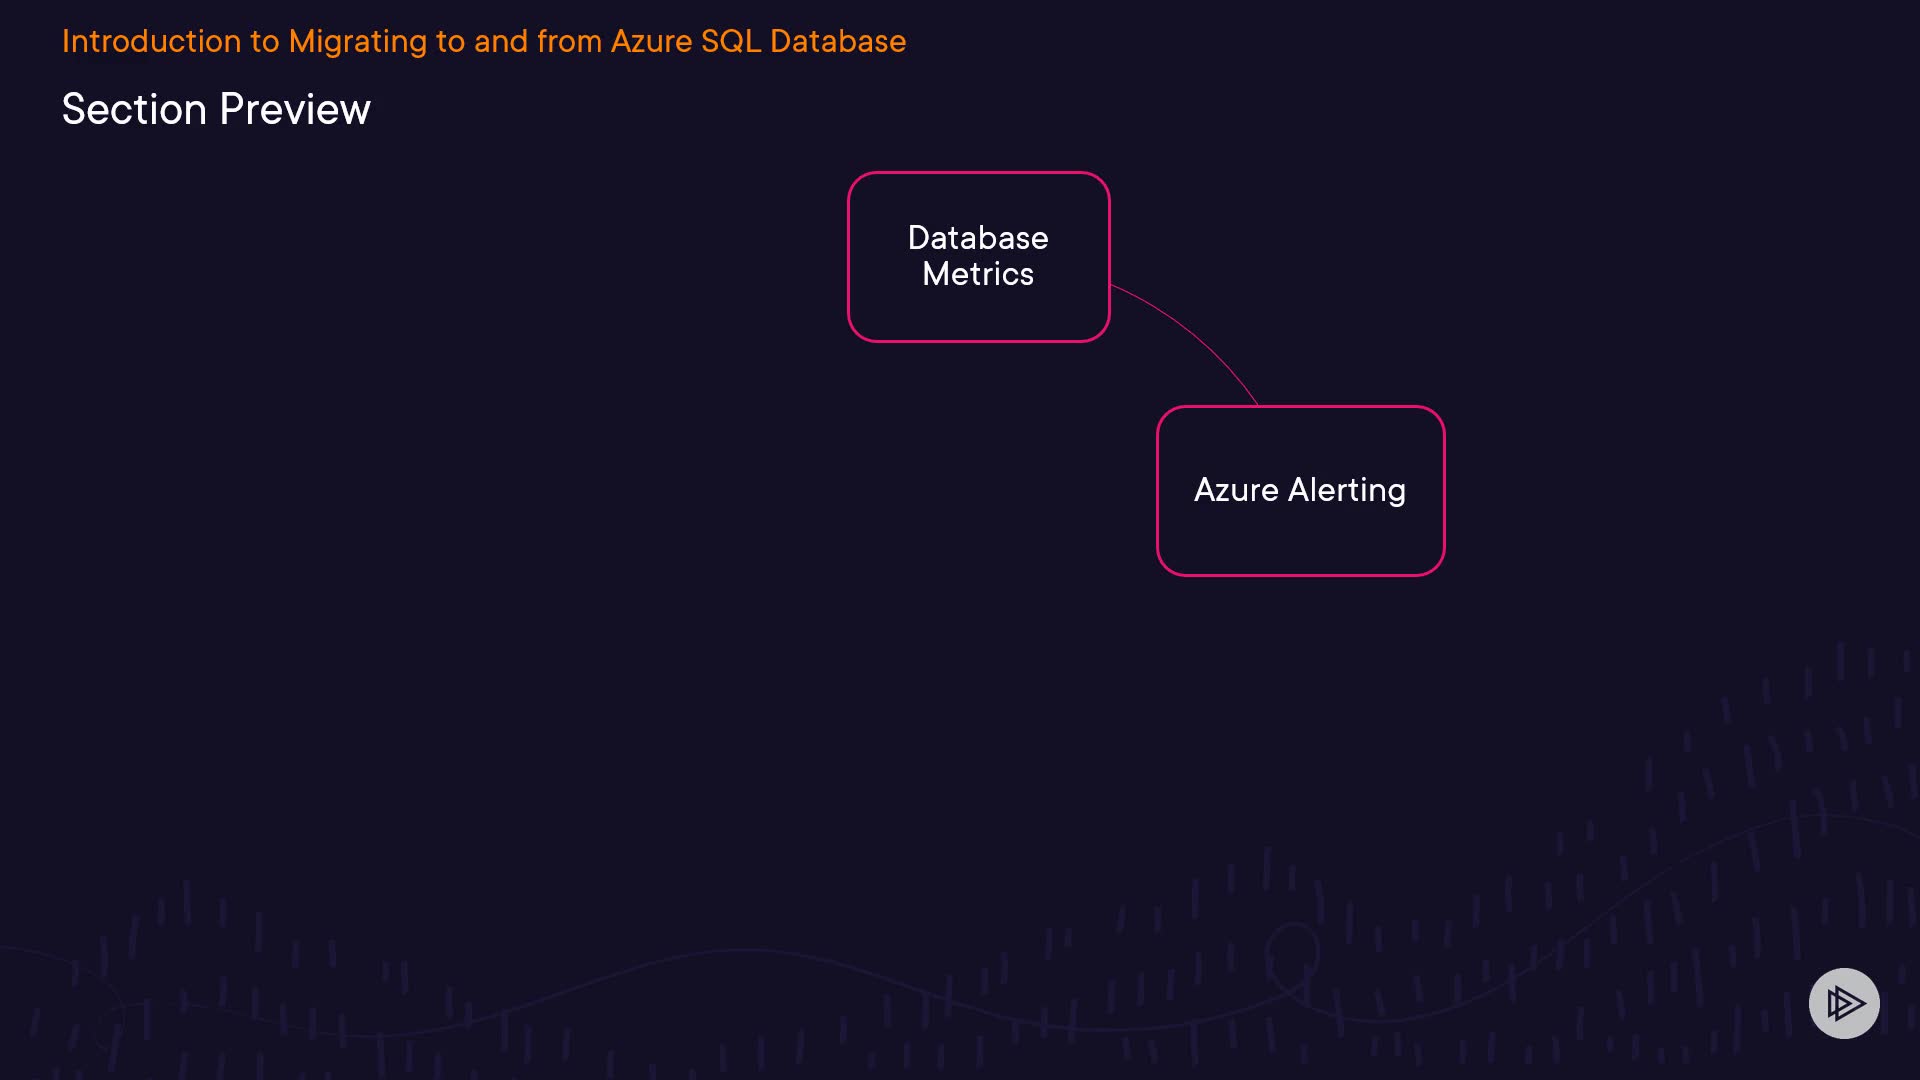 Introduction to Migrating to and from Azure SQL Database
Section Preview
Database
Metrics
Azure Alerting